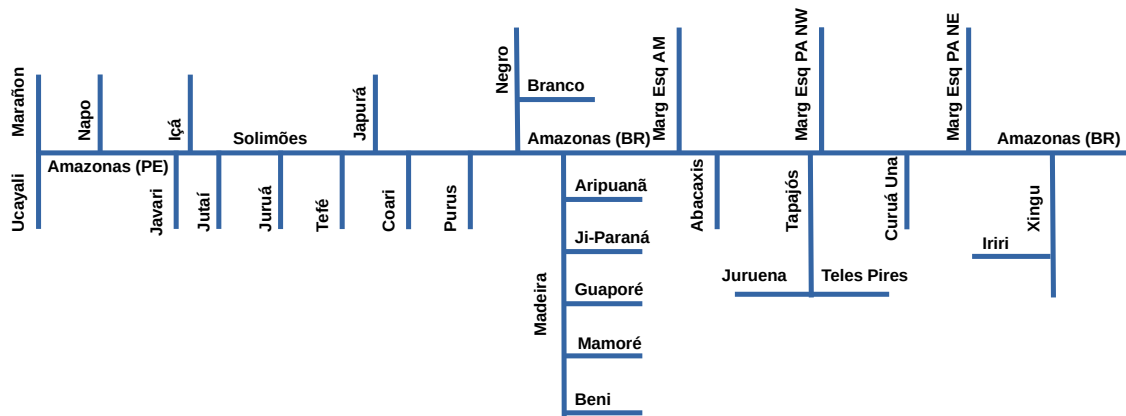 Marañon
Napo
Içá
Solimões
Japurá
Negro
Branco
Amazonas (BR)
Marg Esq AM
Marg Esq PA NW
Marg Esq PA NE
Amazonas (BR)
Ucayali
Amazonas (PE)
Javari
Jutaí
Juruá
Tefé
Coari
Purus
Madeira
Aripuanã
Ji-Paraná
Guaporé
Mamoré
Beni
Abacaxis
Tapajós
Juruena
Teles Pires
Curuá Una
Iriri
Xingu